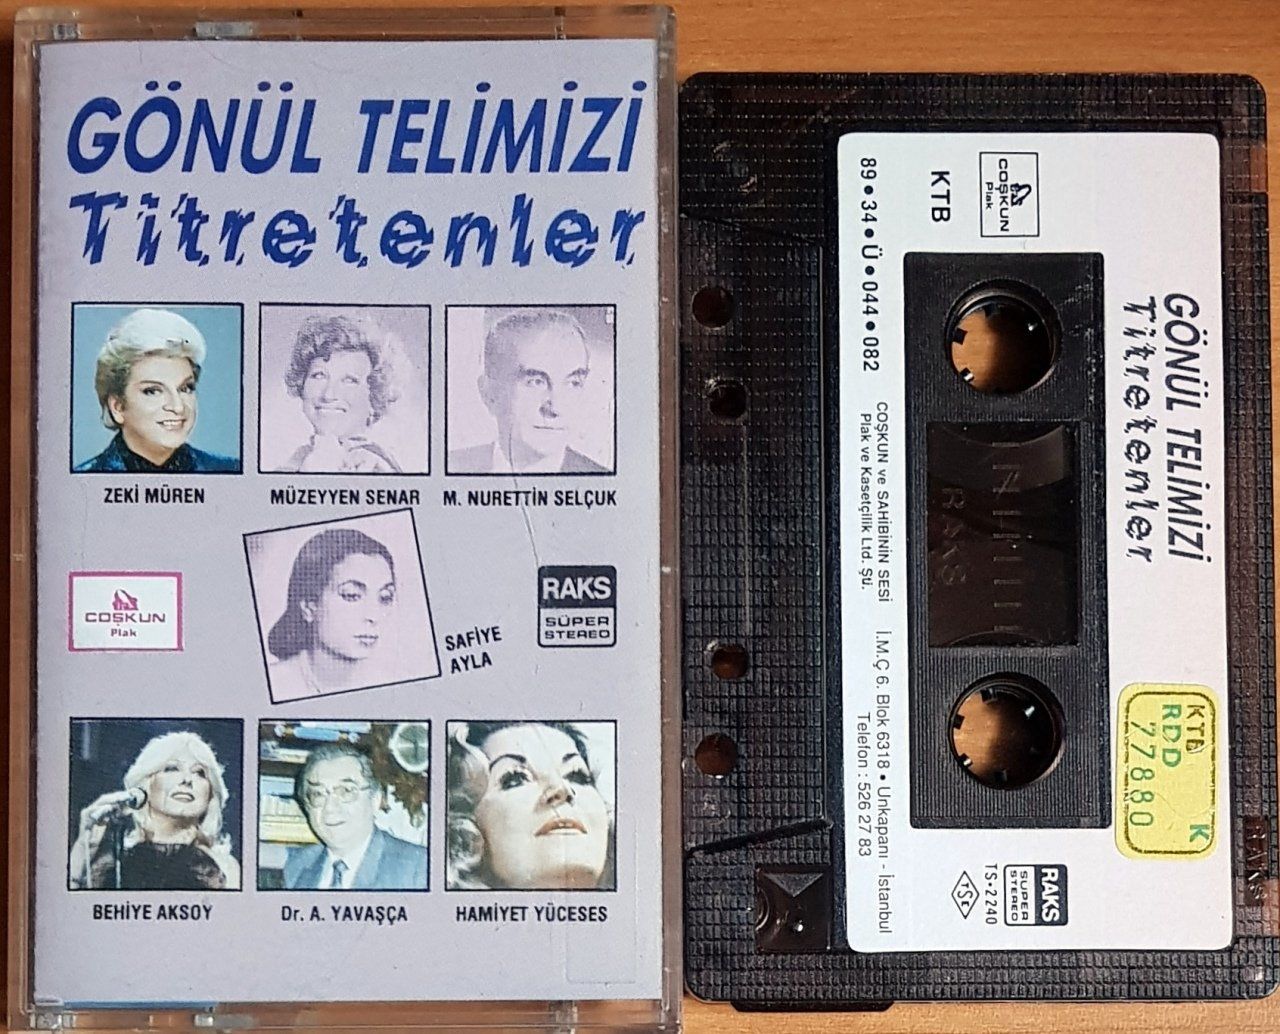 GÖNÜL TELİMİZİ
Titretenler
ZEKİ MÜREN
MÜZEYYEN SENAR
M. NURETTİN SELÇUK
COŞKUN
Plak
SAFİYE
AYLA
RAKS
SÜPER
STEREO
BEHİYE AKSOY
Dr. A. YAVAŞÇA
HAMİYET YÜCESES
GÖNÜL TELİMİZİ
Titretenler
COŞKUN
Plak
KTB
89•34•Ü•044•082
COŞKUN ve SAHİBİNİN SESİ
Plak ve Kasetçilik Ltd. Şti.
İ.M.Ç 6. Blok 6318 • Unkapanı - İstanbul
Telefon : 526 27 83
RAKS
KTB K
RDD
77880
RAKS
SÜPER
STEREO
TS•2240
TSE
RAKS